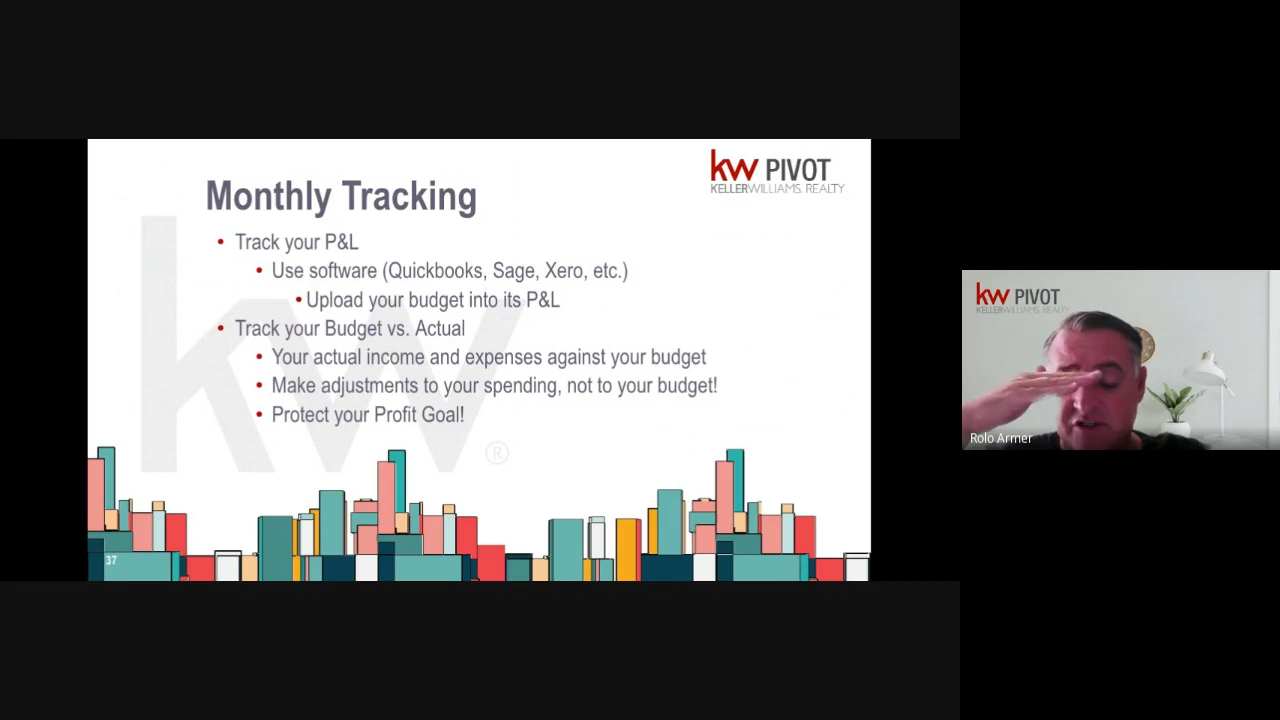 kw PIVOT
KELLERWILLIAMS. REALTY
Monthly Tracking
• Track your P&L
• Use software (Quickbooks, Sage, Xero, etc.)
• Upload your budget into its P&L
• Track your Budget vs. Actual
• Your actual income and expenses against your budget
• Make adjustments to your spending, not to your budget!
• Protect your Profit Goal!
kw®
37
kw PIVOT
KELLERWILLIAMS. REALTY
Rolo Armer